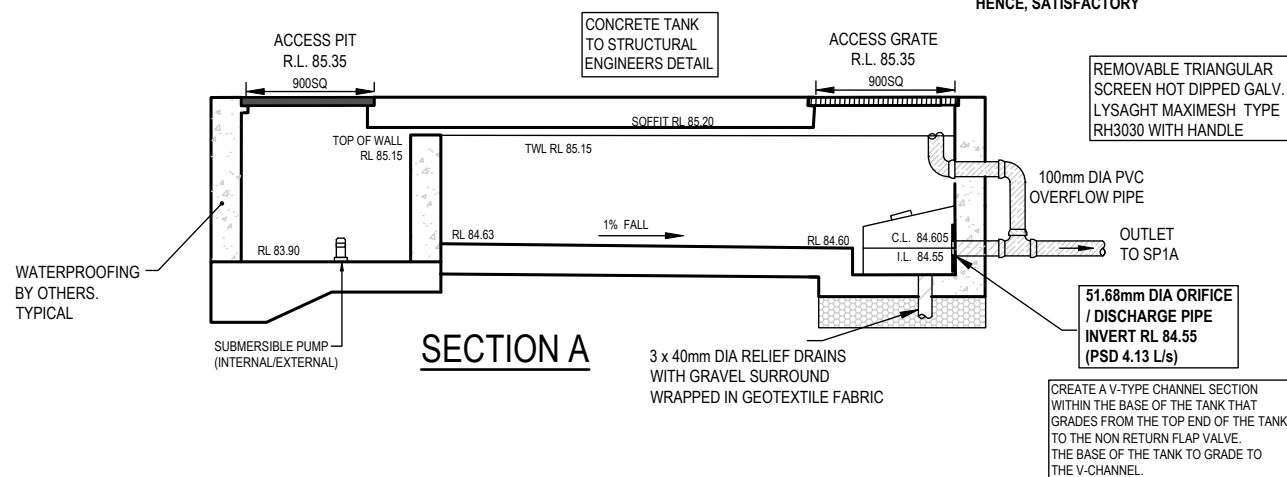 HENCE, SATISFACTORY
CONCRETE TANK
TO STRUCTURAL
ENGINEERS DETAIL
ACCESS PIT
R.L. 85.35
900SQ
ACCESS GRATE
R.L. 85.35
900SQ
REMOVABLE TRIANGULAR
SCREEN HOT DIPPED GALV.
LYSAGHT MAXIMESH TYPE
RH3030 WITH HANDLE
SOFFIT RL 85.20
TOP OF WALL
RL 85.15
TWL RL 85.15
100mm DIA PVC
OVERFLOW PIPE
RL 84.63
1% FALL
RL 84.60
C.L. 84.605
I.L. 84.55
OUTLET
TO SP1A
RL 83.90
WATERPROOFING
BY OTHERS.
TYPICAL
SUBMERSIBLE PUMP
(INTERNAL/EXTERNAL)
SECTION A
3 x 40mm DIA RELIEF DRAINS
WITH GRAVEL SURROUND
WRAPPED IN GEOTEXTILE FABRIC
51.68mm DIA ORIFICE
/ DISCHARGE PIPE
INVERT RL 84.55
(PSD 4.13 L/s)
CREATE A V-TYPE CHANNEL SECTION
WITHIN THE BASE OF THE TANK THAT
GRADES FROM THE TOP END OF THE TANK
TO THE NON RETURN FLAP VALVE.
THE BASE OF THE TANK TO GRADE TO
THE V-CHANNEL.